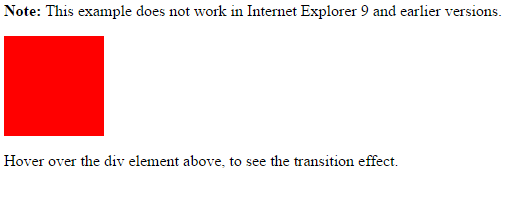 Note: This example does not work in Internet Explorer 9 and earlier versions.
Hover over the div element above, to see the transition effect.